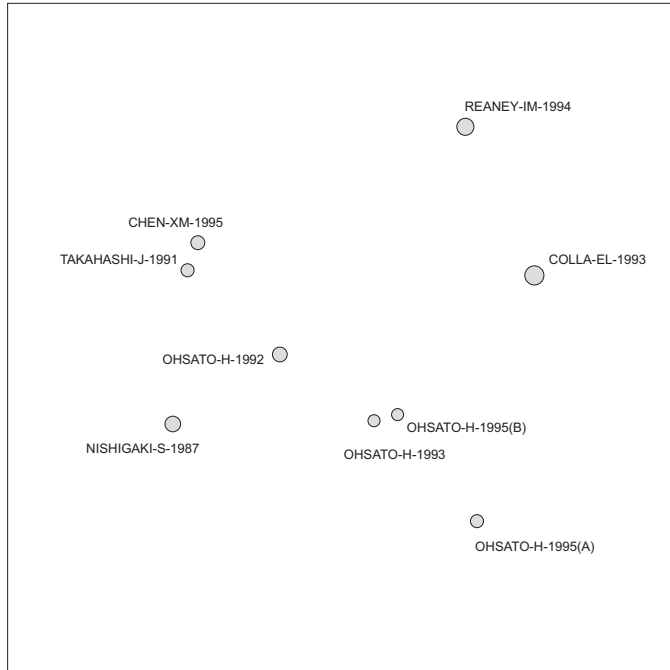 REANEY-IM-1994
CHEN-XM-1995
TAKAHASHI-J-1991
COLLA-EL-1993
OHSATO-H-1992
OHSATO-H-1995(B)
NISHIGAKI-S-1987
OHSATO-H-1993
OHSATO-H-1995(A)